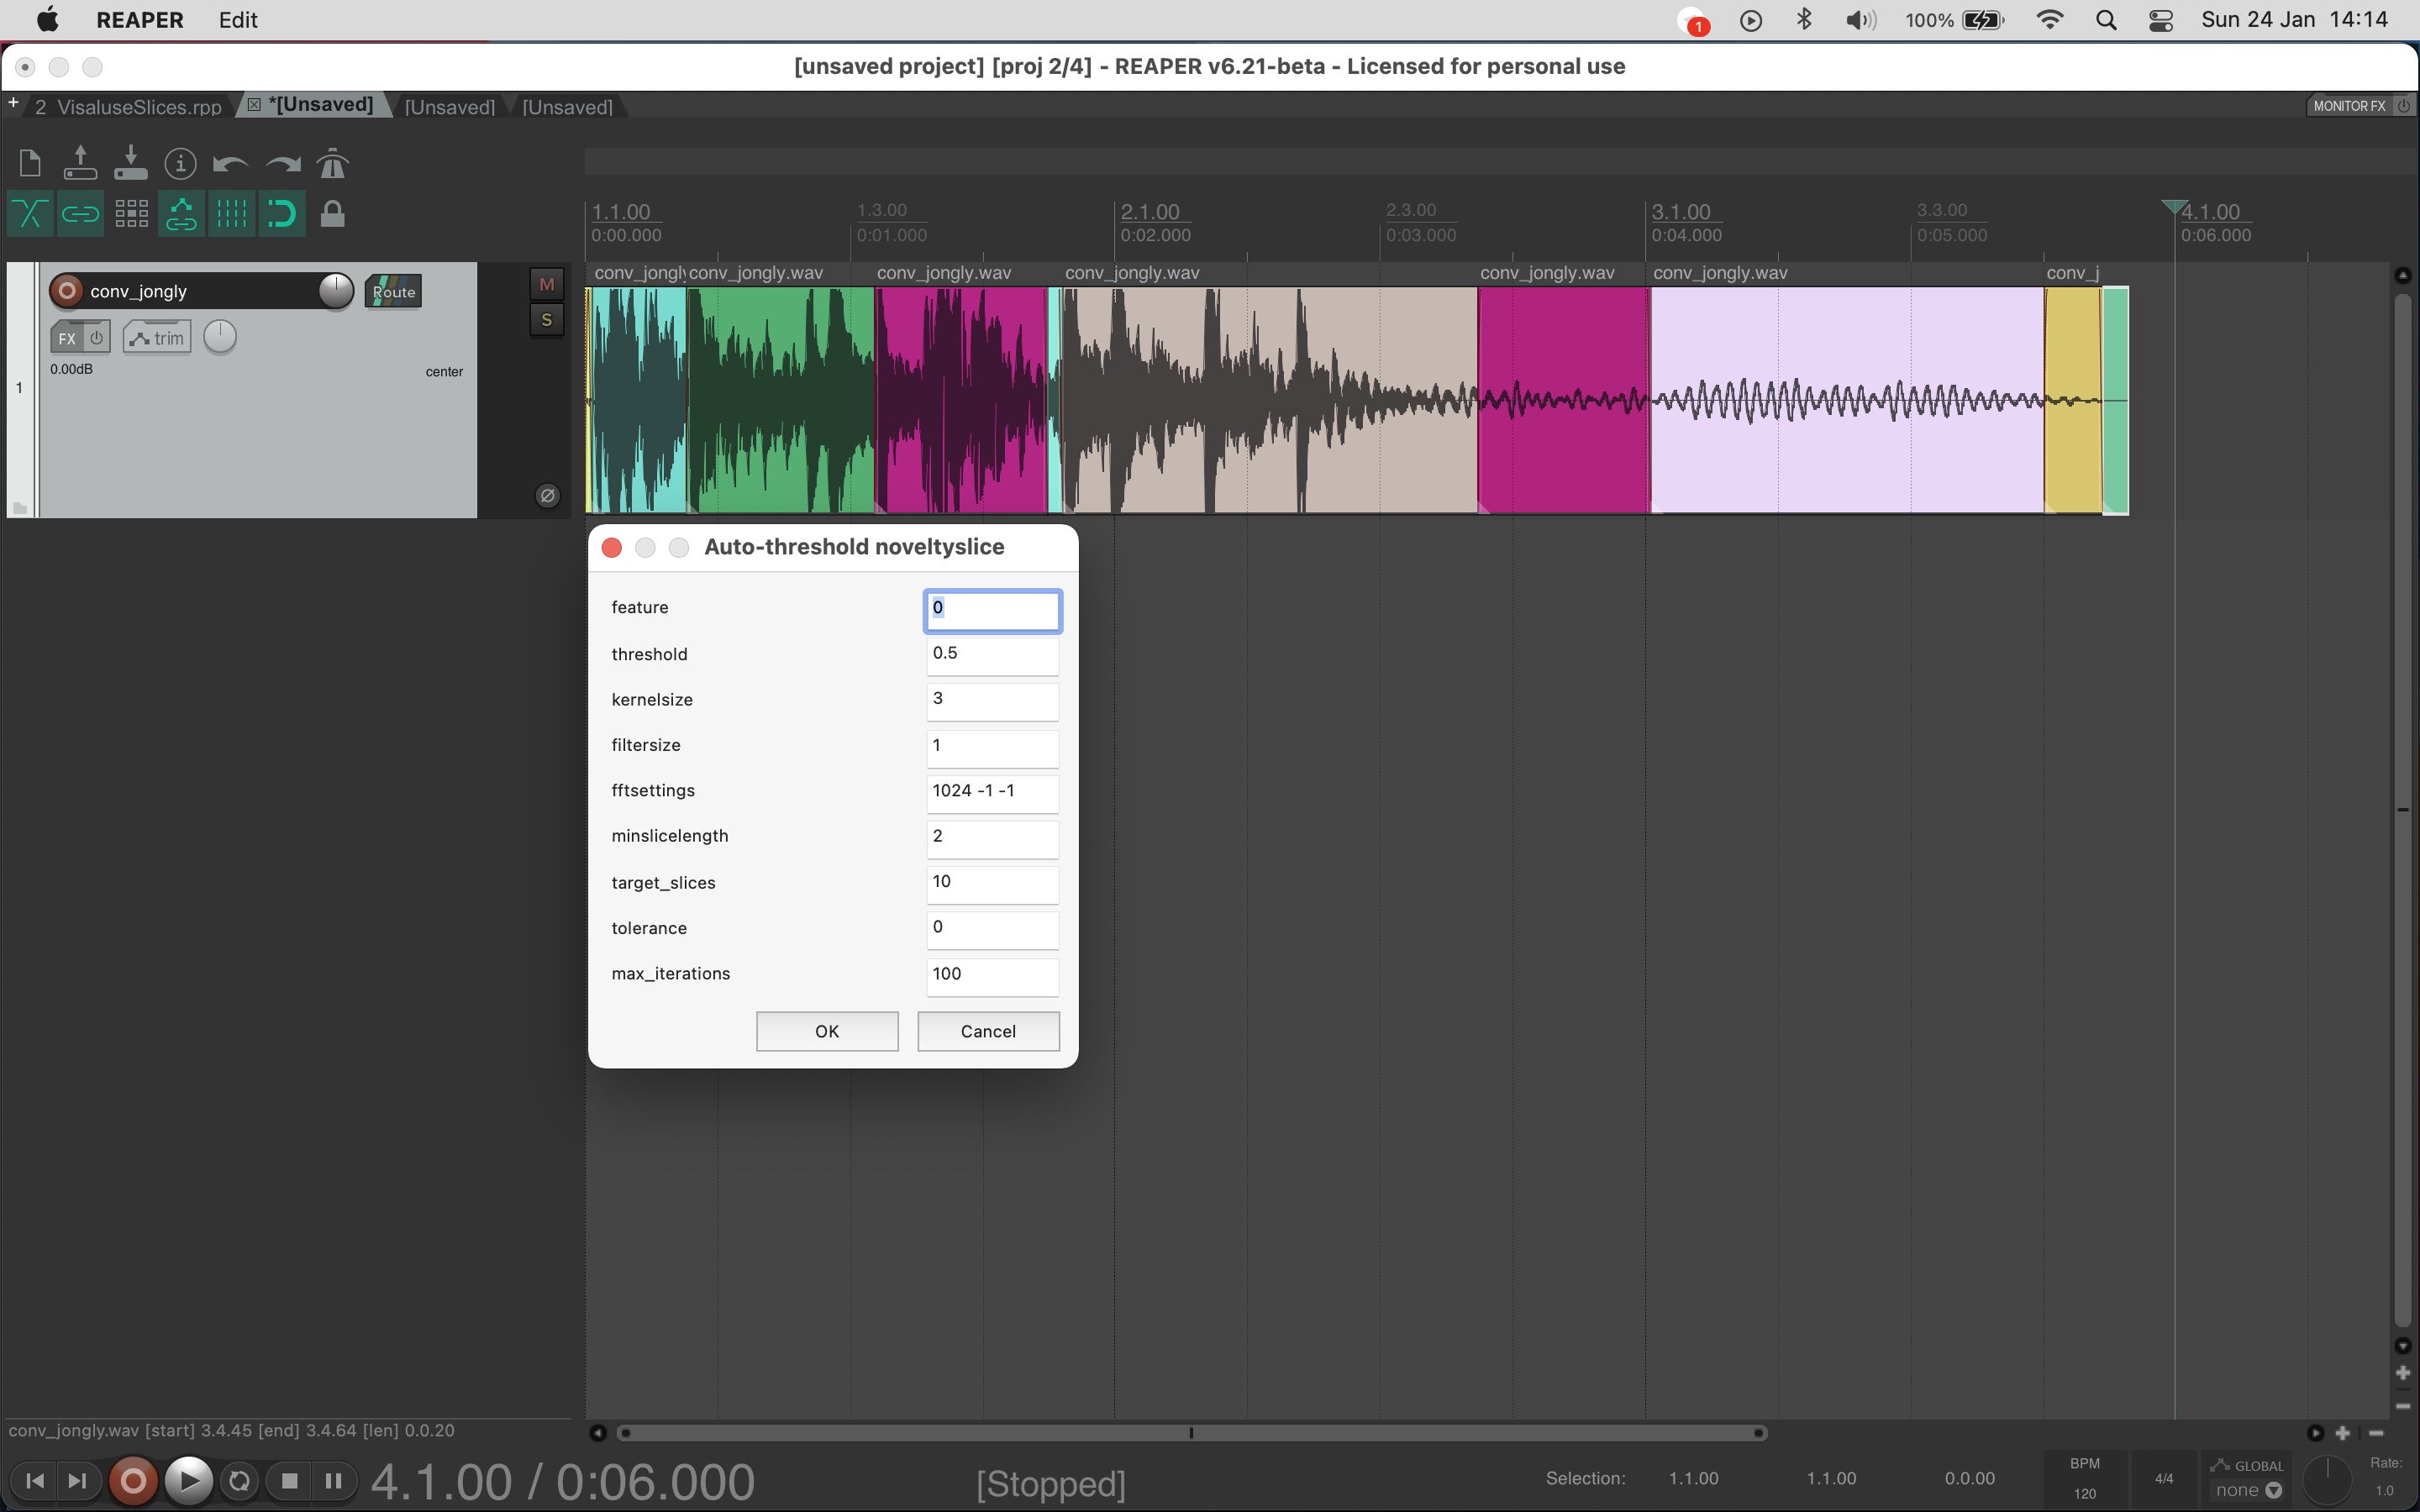 REAPER Edit
1 100% Sun 24 Jan 14:14
[unsaved project] [proj 2/4] - REAPER v6.21-beta - Licensed for personal use
+ 2 VisaluseSlices.rpp *[Unsaved] [Unsaved] [Unsaved] MONITOR FX
1.1.00 1.3.00 2.1.00 2.3.00 3.1.00 3.3.00 4.1.00
0:00.000 0:01.000 0:02.000 0:03.000 0:04.000 0:05.000 0:06.000
conv_jongly conv_jongly.wav conv_jongly.wav conv_jongly.wav conv_jongly.wav conv_jongly.wav conv_j
conv_jongly Route M
S
FX trim
0.00dB center
1
Auto-threshold noveltyslice
feature 0
threshold 0.5
kernelsize 3
filtersize 1
fftsettings 1024 -1 -1
minslicelength 2
target_slices 10
tolerance 0
max_iterations 100
OK Cancel
conv_jongly.wav [start] 3.4.45 [end] 3.4.64 [len] 0.0.20
4.1.00 / 0:06.000 [Stopped] Selection: 1.1.00 1.1.00 0.0.00
BPM
120
4/4
GLOBAL
none
Rate:
1.0